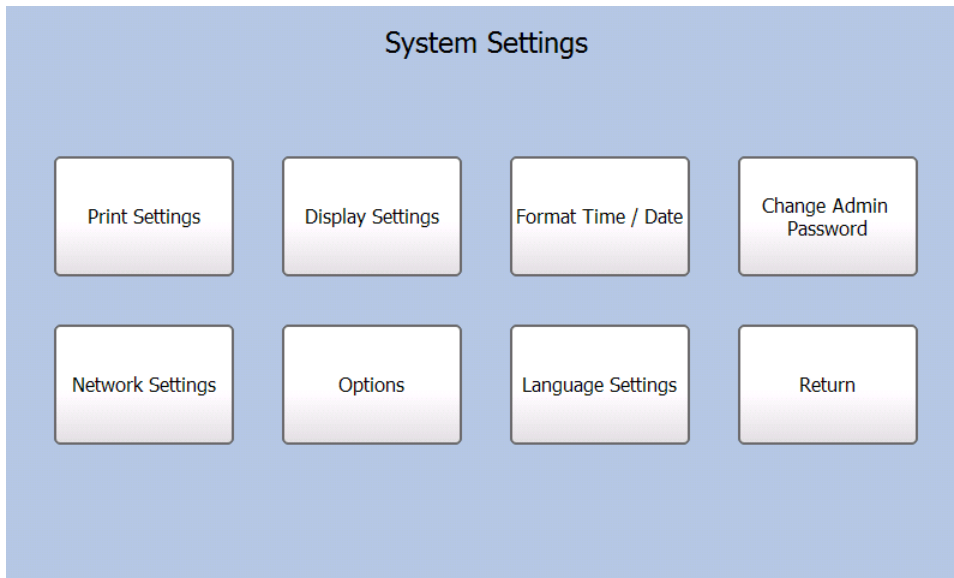 System Settings
Print Settings
Display Settings
Format Time / Date
Change Admin
Password
Network Settings
Options
Language Settings
Return